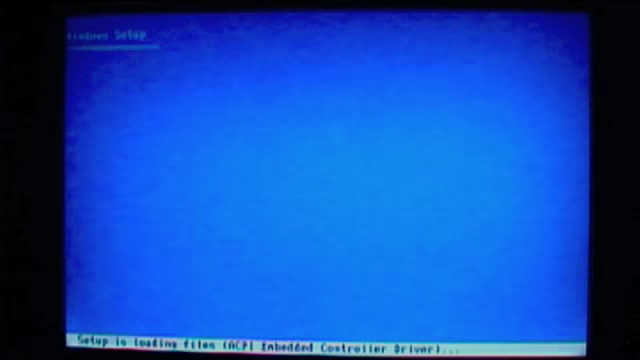 Windows Setup
Setup is loading files (ACPI Embedded Controller Driver)...